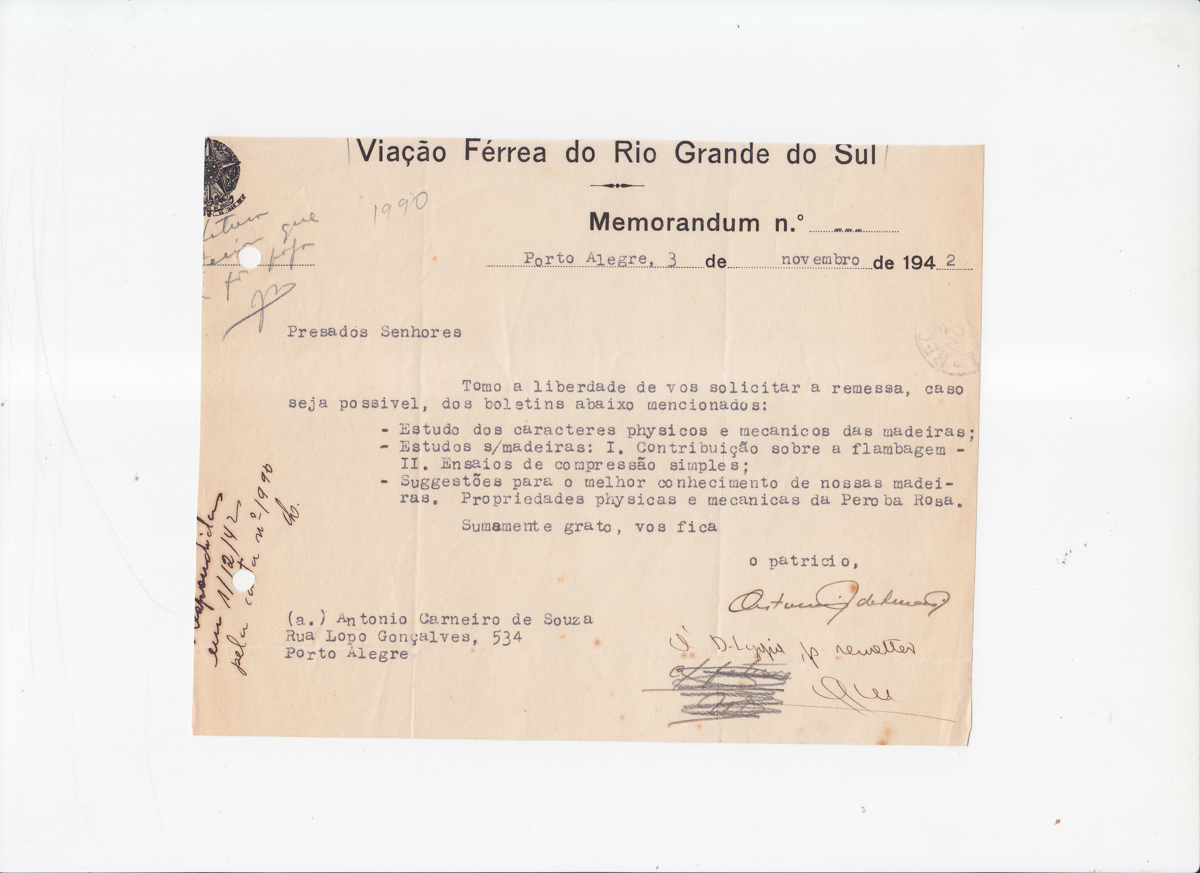 Viação Férrea do Rio Grande do Sul
1990
Memorandum n.º ---
Porto Alegre, 3 de novembro de 1942
que
Presados Senhores
REC
Tomo a liberdade de vos solicitar a remessa, caso
seja possivel, dos boletins abaixo mencionados:
- Estudo dos caracteres physicos e mecanicos das madeiras;
- Estudos s/madeiras: I. Contribuição sobre a flambagem -
II. Ensaios de compressão simples;
- Suggestões para o melhor conhecimento de nossas madei-
ras. Propriedades physicas e mecanicas da Peroba Rosa.
Sumamente grato, vos fica
o patricio,
(a.) Antonio Carneiro de Souza
Rua Lopo Gonçalves, 534
Porto Alegre
em 1/12/42
pela carta nº 1990